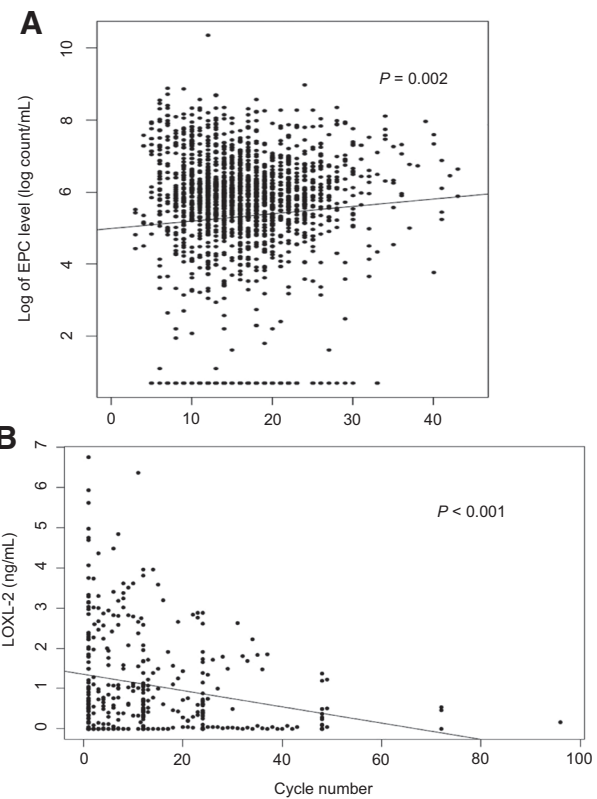 A
10
8
6
4
2
Log of EPC level (log count/mL)
P = 0.002
0 10 20 30 40
B
7
6
5
4
3
2
1
0
LOXL-2 (ng/mL)
P < 0.001
0 20 40 60 80 100
Cycle number